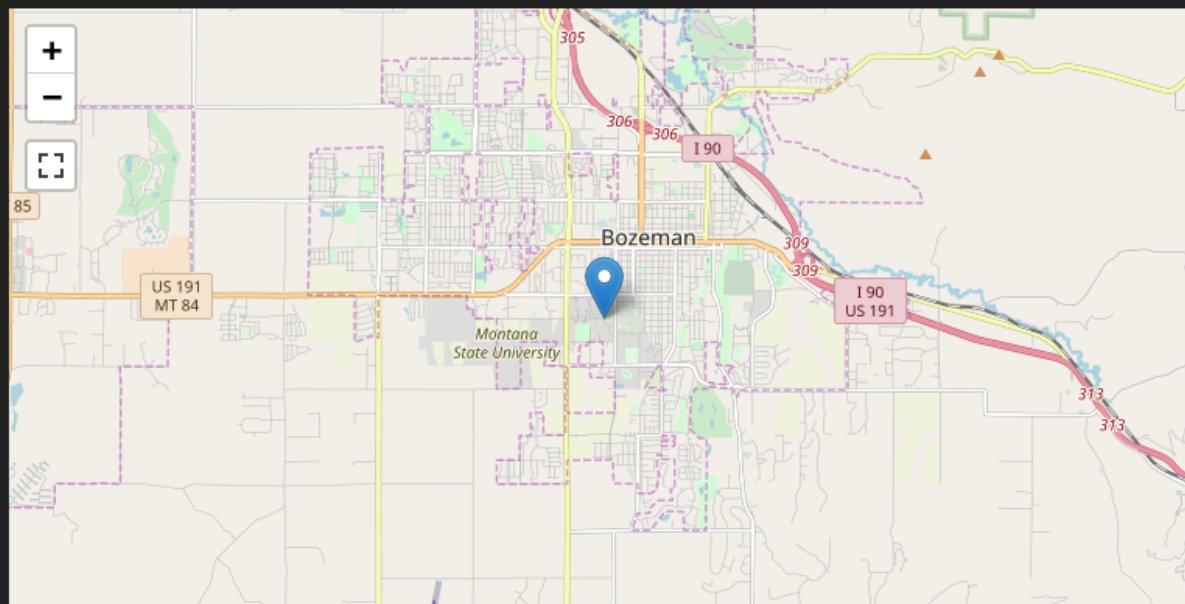 +
−
305
306
306
I 90
85
Bozeman
309
309
US 191
MT 84
I 90
US 191
Montana
State University
313
313